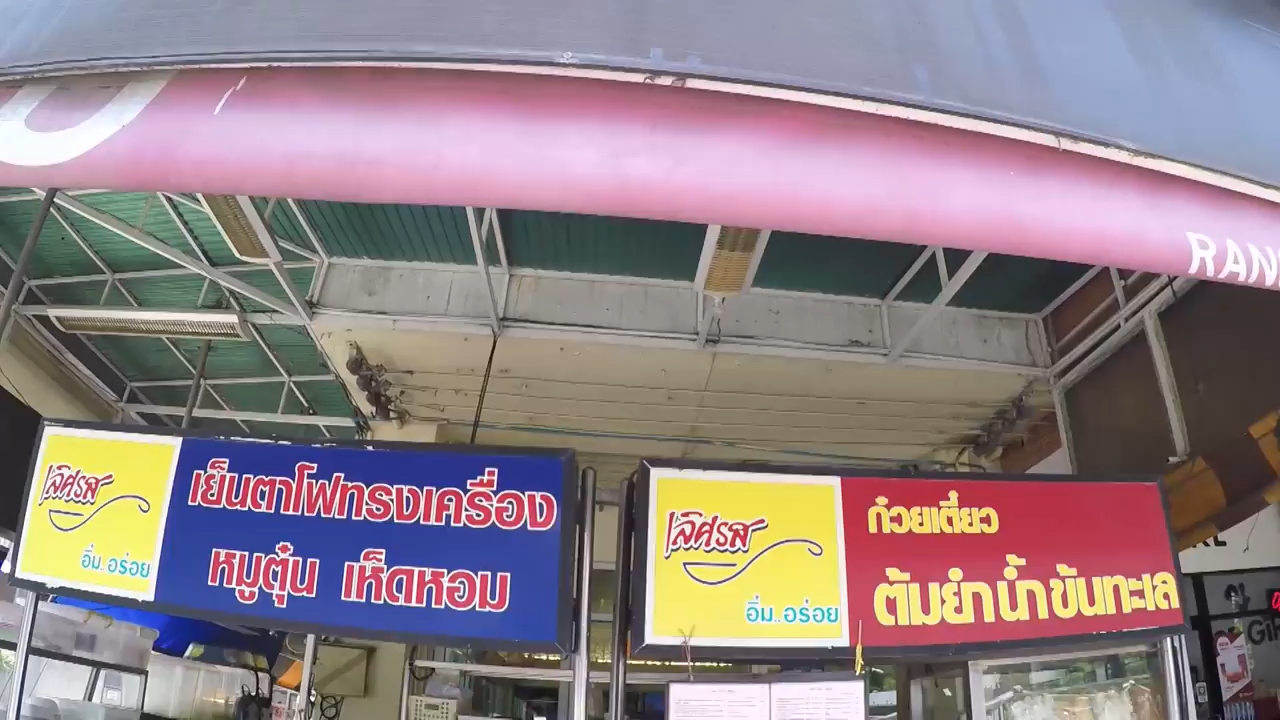 RAN
เลิศรส
อิ่ม..อร่อย
เย็นตาโฟทรงเครื่อง
หมูตุ๋น เห็ดหอม
เลิศรส
อิ่ม..อร่อย
ก๋วยเตี๋ยว
ต้มยำน้ำข้นทะเล